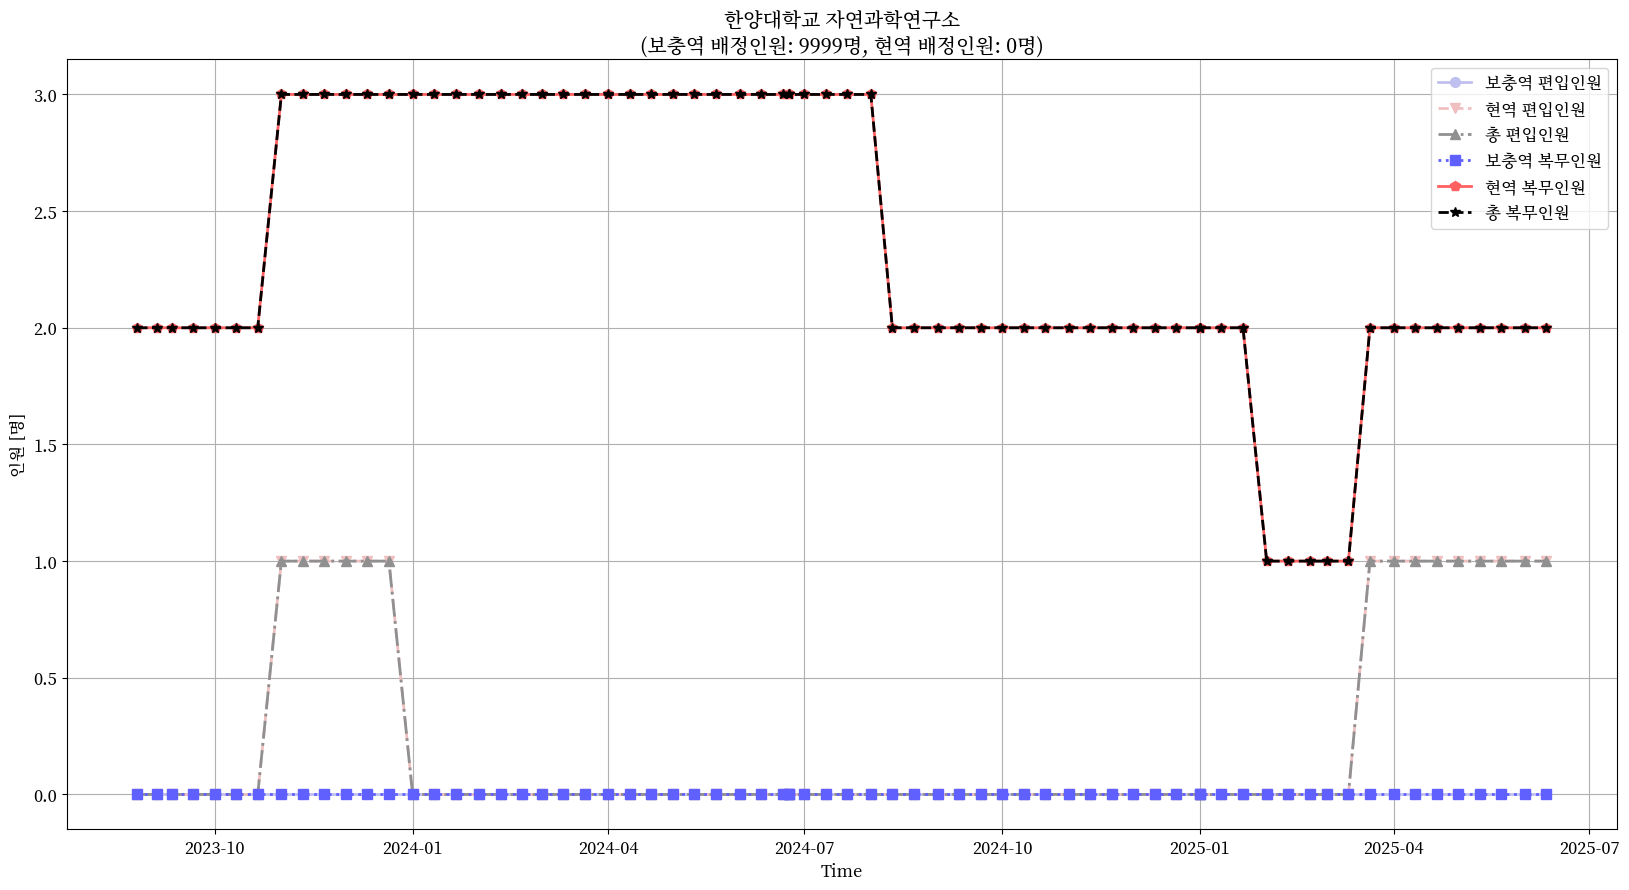 한양대학교 자연과학연구소
(보충역 배정인원: 9999명, 현역 배정인원: 0명)
보충역 편입인원
현역 편입인원
총 편입인원
보충역 복무인원
현역 복무인원
총 복무인원
인원 [명]
3.0
2.5
2.0
1.5
1.0
0.5
0.0
2023-10
2024-01
2024-04
2024-07
2024-10
2025-01
2025-04
2025-07
Time